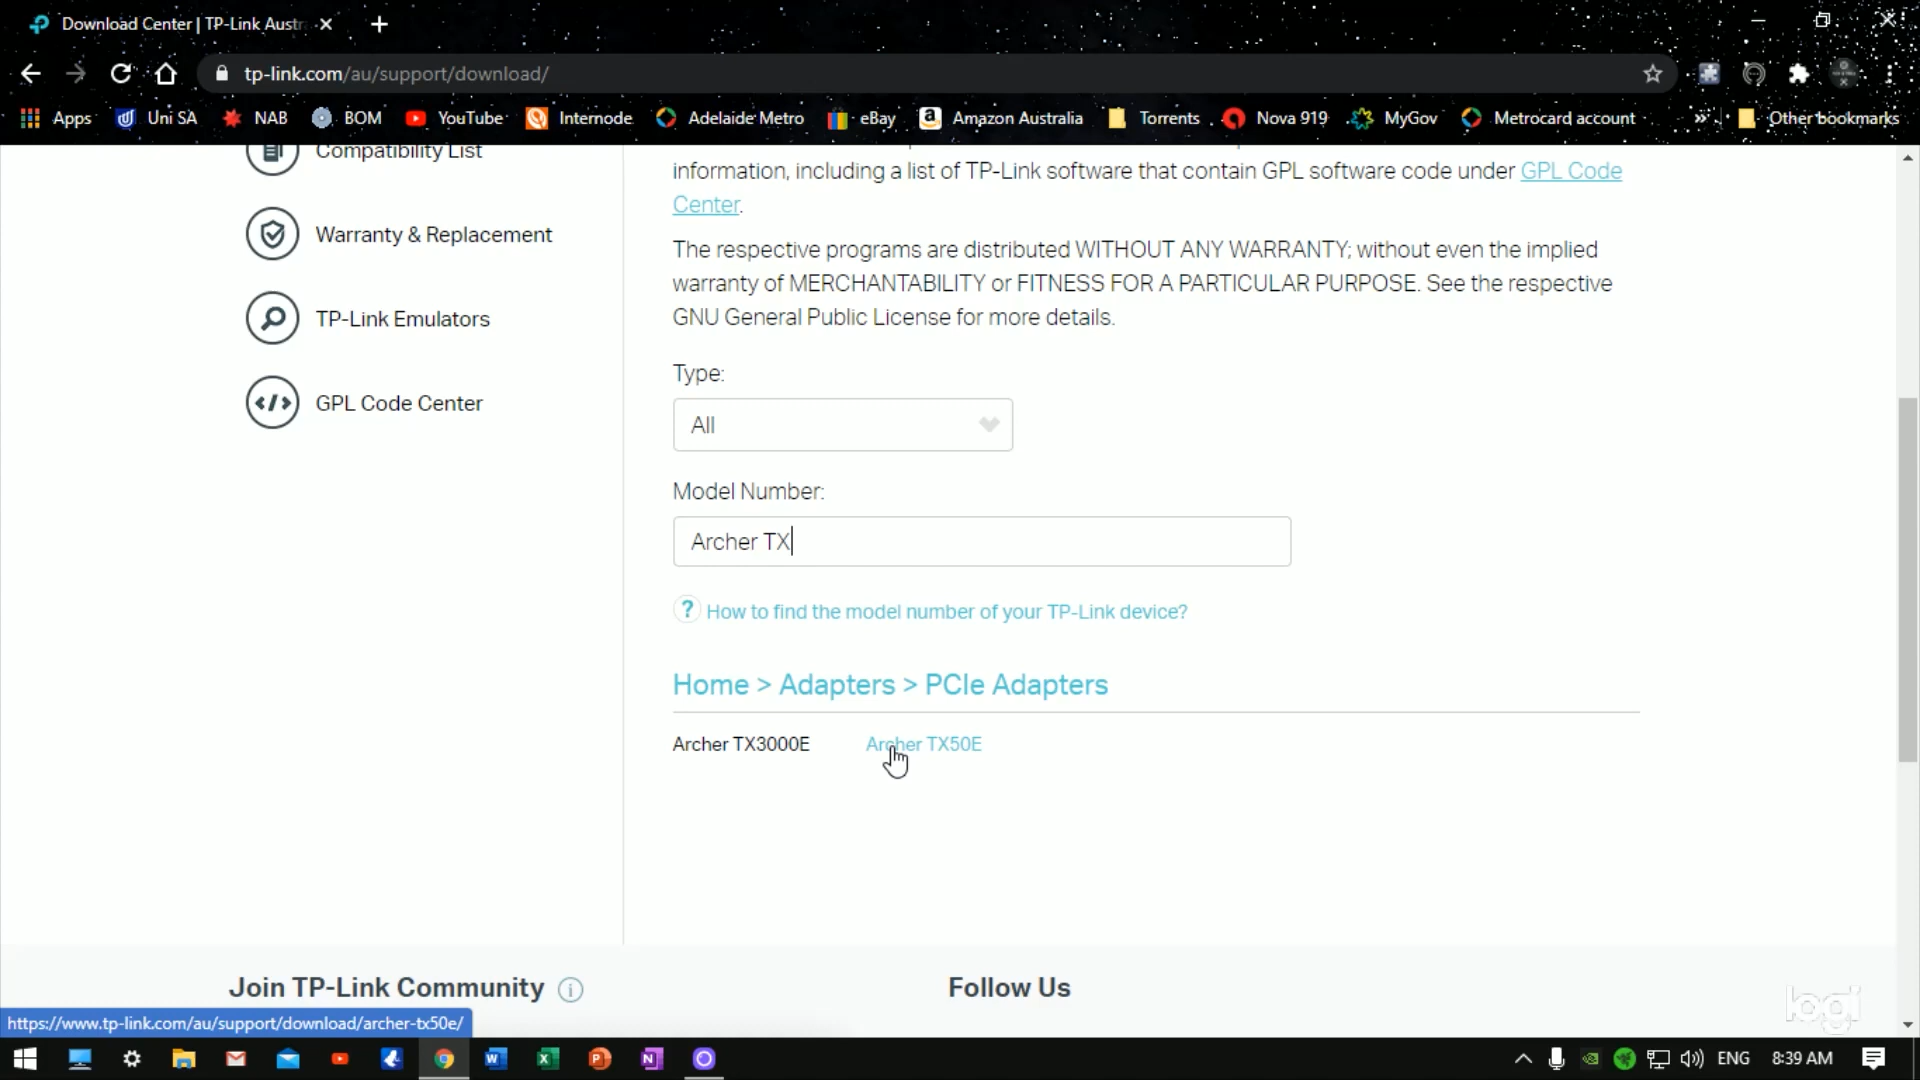 Download Center | TP-Link Austr
tp-link.com/au/support/download/
Apps Uni SA NAB BOM YouTube Internode Adelaide Metro eBay Amazon Australia Torrents Nova 919 MyGov Metrocard account » Other bookmarks
Compatibility List
Warranty & Replacement
TP-Link Emulators
GPL Code Center
information, including a list of TP-Link software that contain GPL software code under GPL Code
Center.
The respective programs are distributed WITHOUT ANY WARRANTY; without even the implied
warranty of MERCHANTABILITY or FITNESS FOR A PARTICULAR PURPOSE. See the respective
GNU General Public License for more details.
Type:
All
Model Number:
Archer TX
? How to find the model number of your TP-Link device?
Home > Adapters > PCIe Adapters
Archer TX3000E Archer TX50E
Join TP-Link Community
Follow Us
logi
https://www.tp-link.com/au/support/download/archer-tx50e/
ENG 8:39 AM